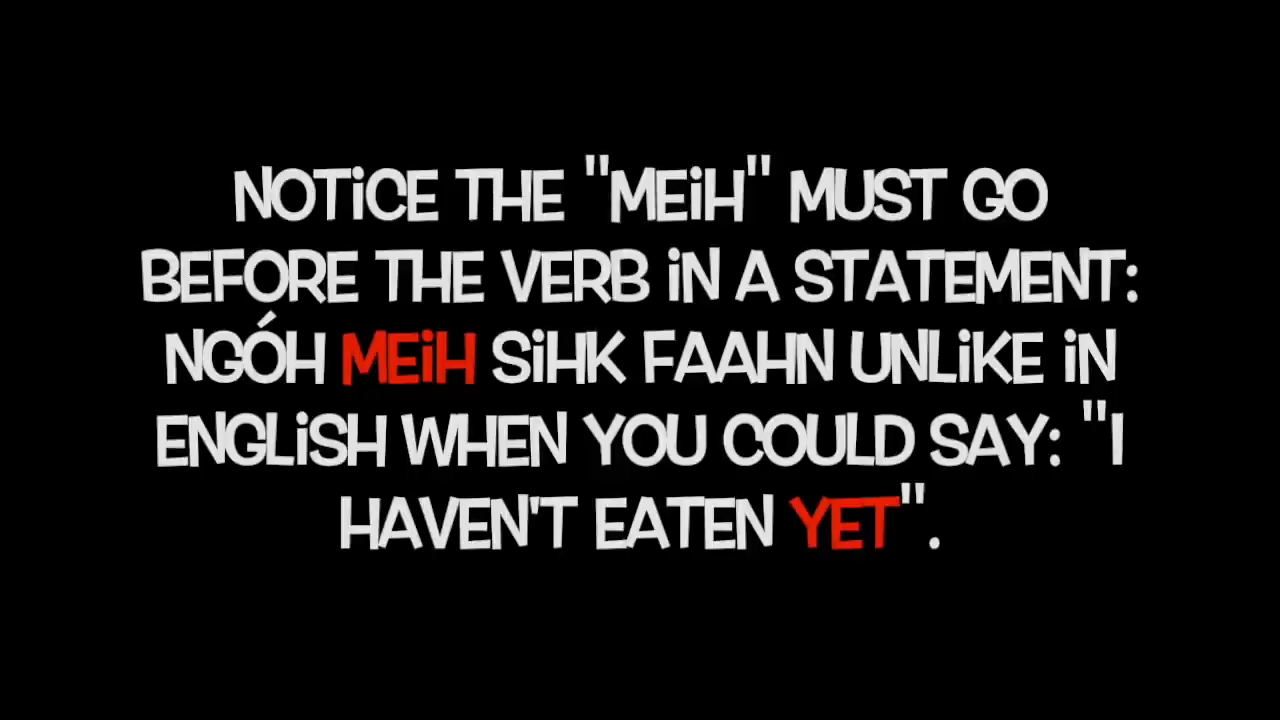 NOTiCE THE "MEiH" MUST GO
BEFORE THE VERB iN A STATEMENT:
NGÓH MEiH SiHK FAAHN UNLiKE iN
ENGLiSH WHEN YOU COULD SAY: "I
HAVEN'T EATEN YET".